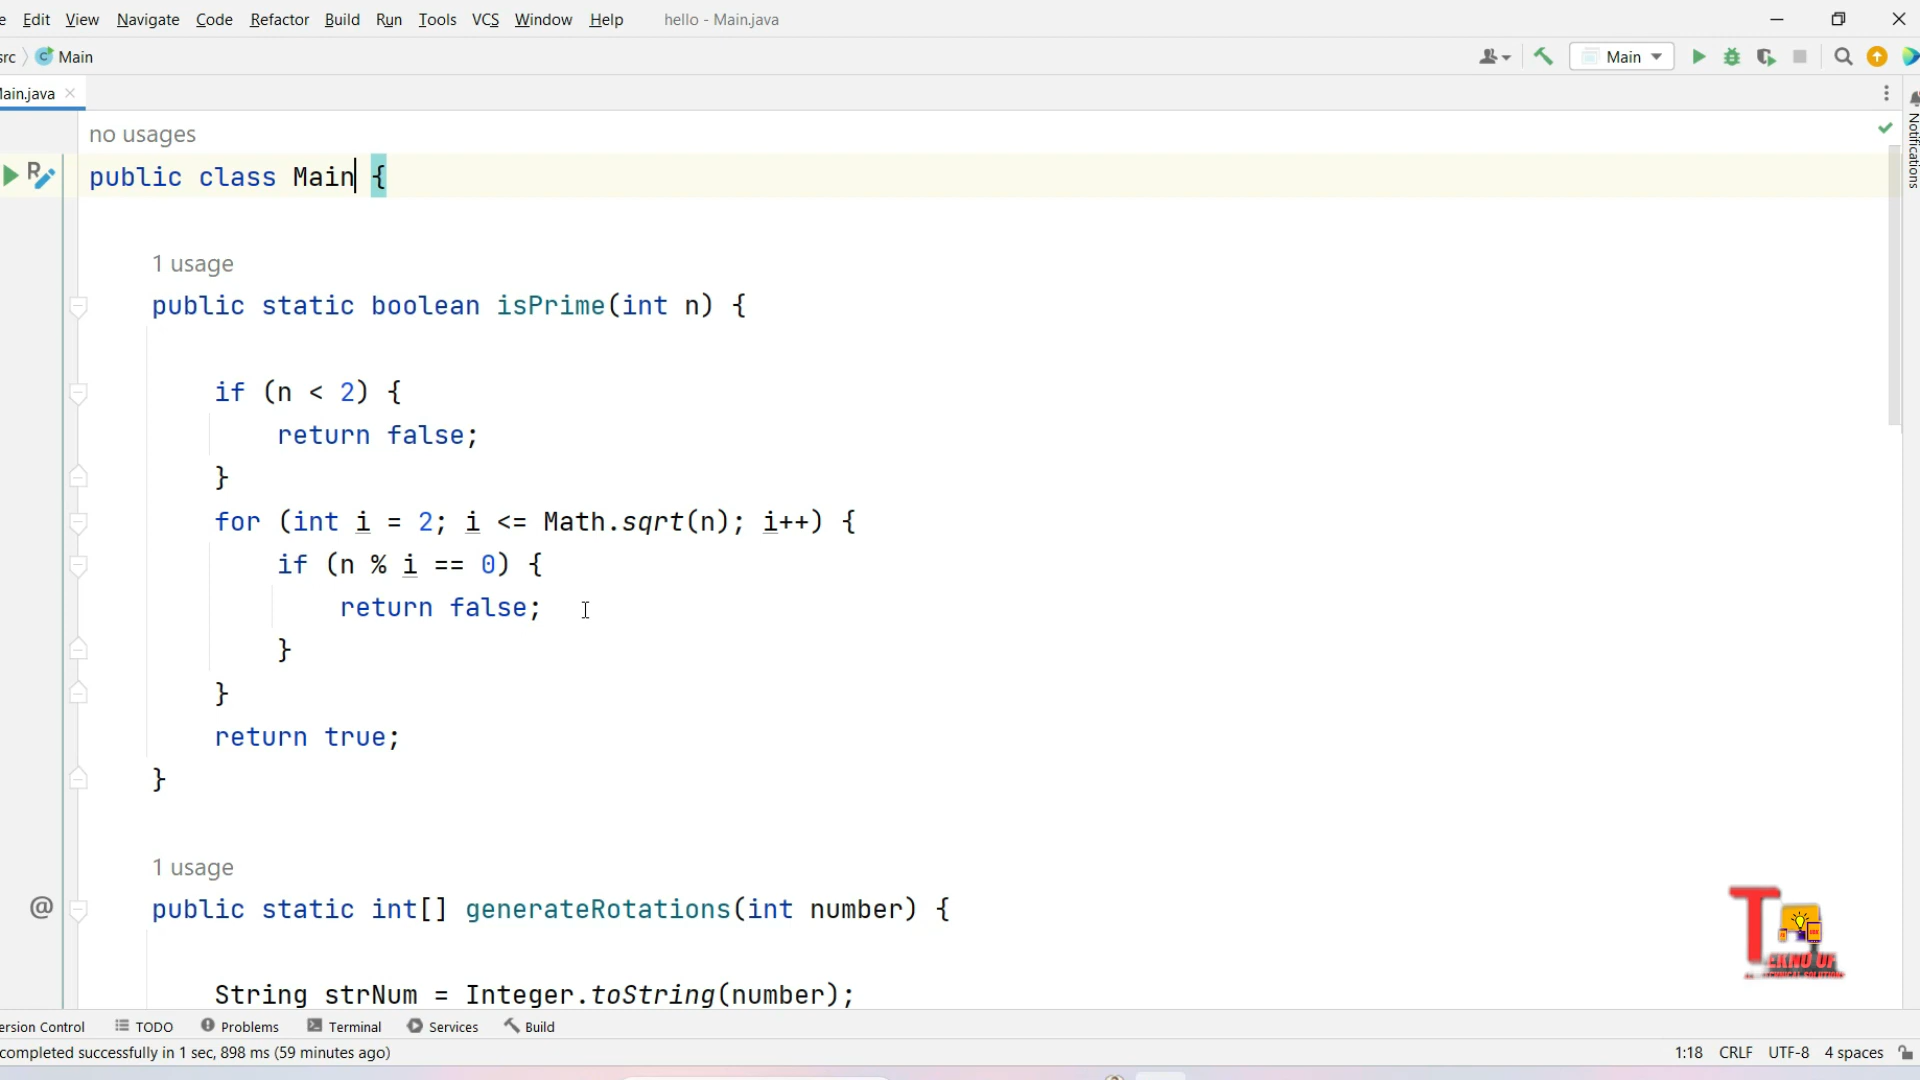 Edit View Navigate Code Refactor Build Run Tools VCS Window Help hello - Main.java
Main
Main
no usages
public class Main {
1 usage
public static boolean isPrime(int n) {
if (n < 2) {
return false;
}
for (int i = 2; i <= Math.sqrt(n); i++) {
if (n % i == 0) {
return false;
}
}
return true;
}
1 usage
@
public static int[] generateRotations(int number) {
String strNum = Integer.toString(number);
Notifications
TODO Problems Terminal Services Build
Control
completed successfully in 1 sec, 898 ms (59 minutes ago)
1:18 CRLF UTF-8 4 spaces